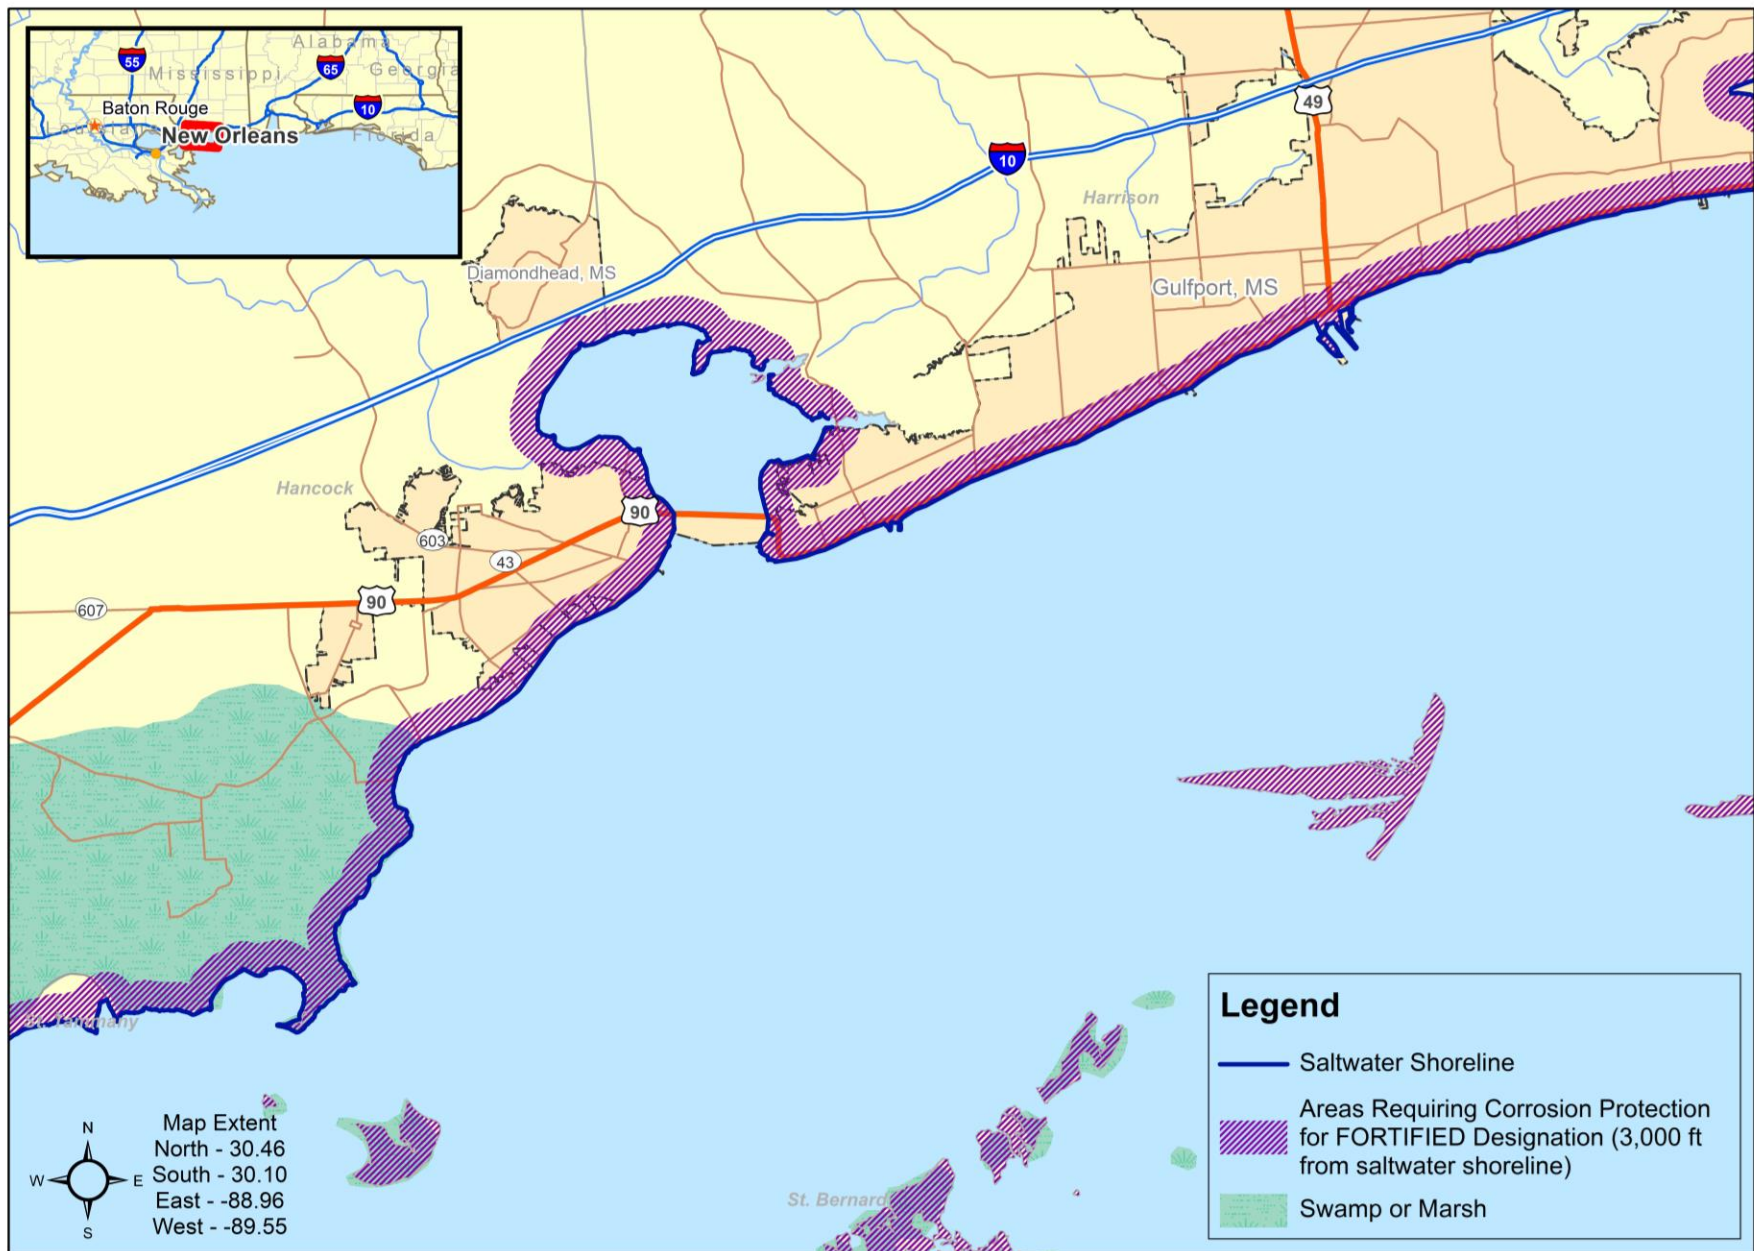 Alabama
55
Mississippi
65
Georgia
10
Baton Rouge
New Orleans
Florida
49
10
Harrison
Diamondhead, MS
Gulfport, MS
Hancock
90
603
43
90
607
St. Tammany
St. Bernard
N
W
E
S
Map Extent
North - 30.46
South - 30.10
East - -88.96
West - -89.55
Legend
Saltwater Shoreline
Areas Requiring Corrosion Protection
for FORTIFIED Designation (3,000 ft
from saltwater shoreline)
Swamp or Marsh